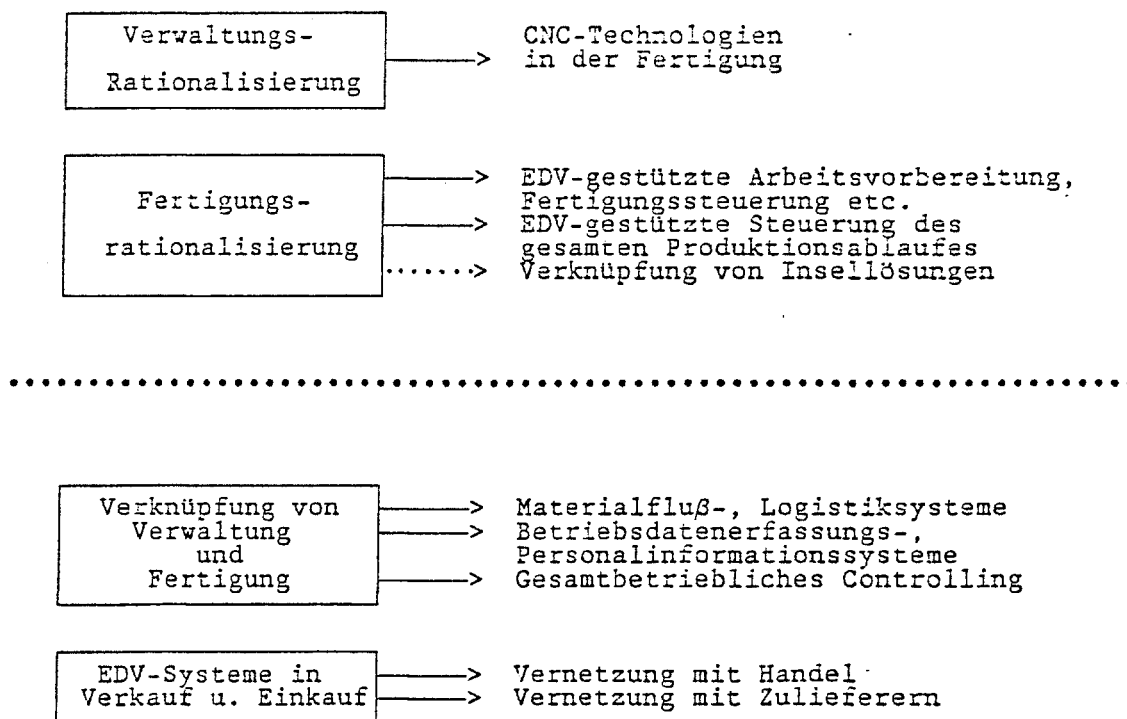 Verwaltungs-
Rationalisierung
CNC-Technologien
in der Fertigung
Fertigungs-
rationalisierung
EDV-gestützte Arbeitsvorbereitung,
Fertigungssteuerung etc.
EDV-gestützte Steuerung des
gesamten Produktionsablaufes
Verknüpfung von Insellösungen
Verknüpfung von
Verwaltung
und
Fertigung
Materialfluß-, Logistiksysteme
Betriebsdatenerfassungs-,
Personalinformationssysteme
Gesamtbetriebliches Controlling
EDV-Systeme in
Verkauf u. Einkauf
Vernetzung mit Handel
Vernetzung mit Zulieferern